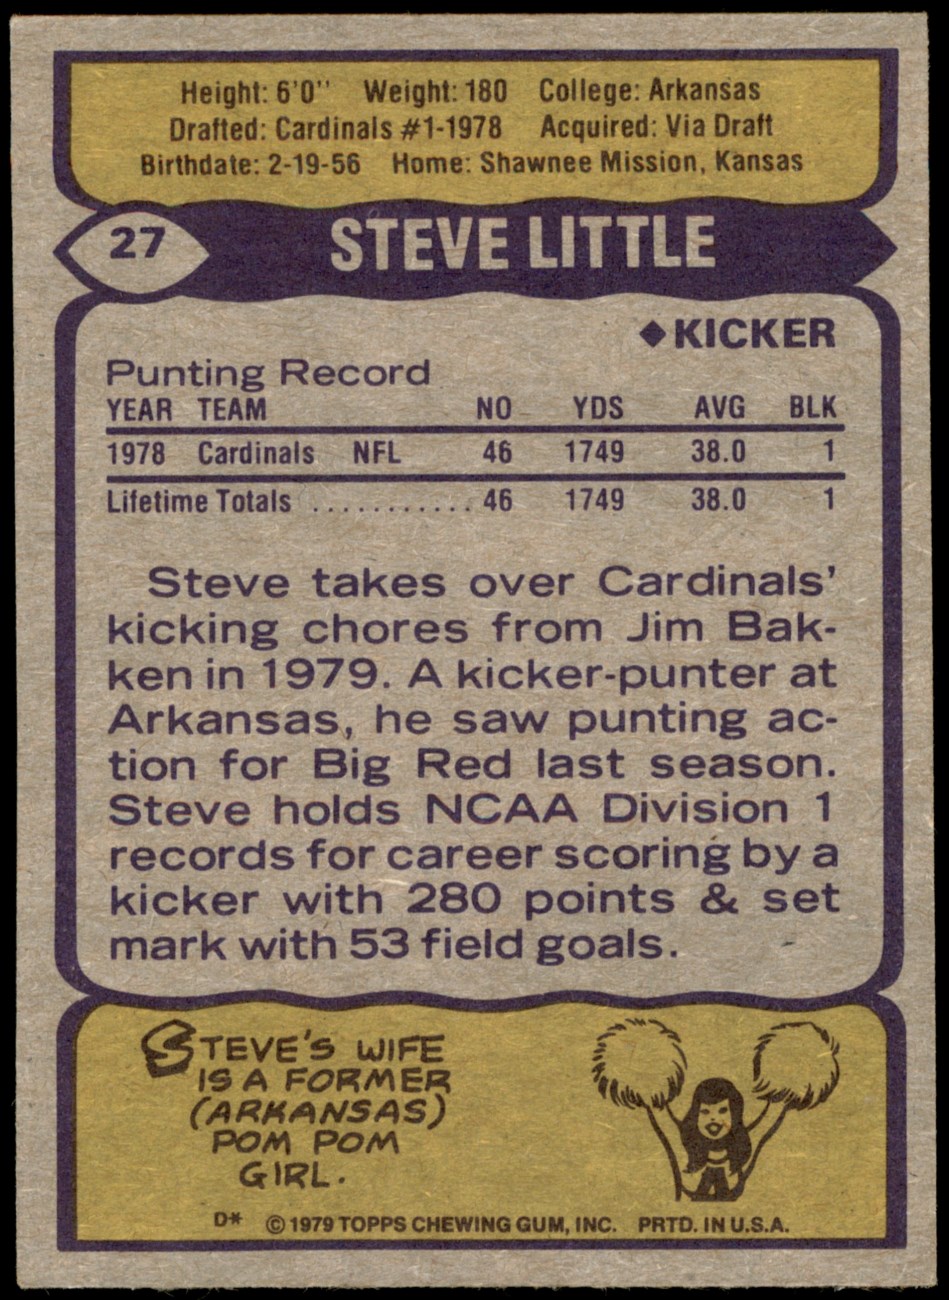 Height: 6'0" Weight: 180 College: Arkansas
Drafted: Cardinals #1-1978 Acquired: Via Draft
Birthdate: 2-19-56 Home: Shawnee Mission, Kansas
27 STEVE LITTLE
◆KICKER
Punting Record
YEAR TEAM NO YDS AVG BLK
1978 Cardinals NFL 46 1749 38.0 1
Lifetime Totals ........... 46 1749 38.0 1
Steve takes over Cardinals'
kicking chores from Jim Bak-
ken in 1979. A kicker-punter at
Arkansas, he saw punting ac-
tion for Big Red last season.
Steve holds NCAA Division 1
records for career scoring by a
kicker with 280 points & set
mark with 53 field goals.
STEVE'S WIFE
IS A FORMER
(ARKANSAS)
POM POM
GIRL.
D* © 1979 TOPPS CHEWING GUM, INC. PRTD. IN U.S.A.